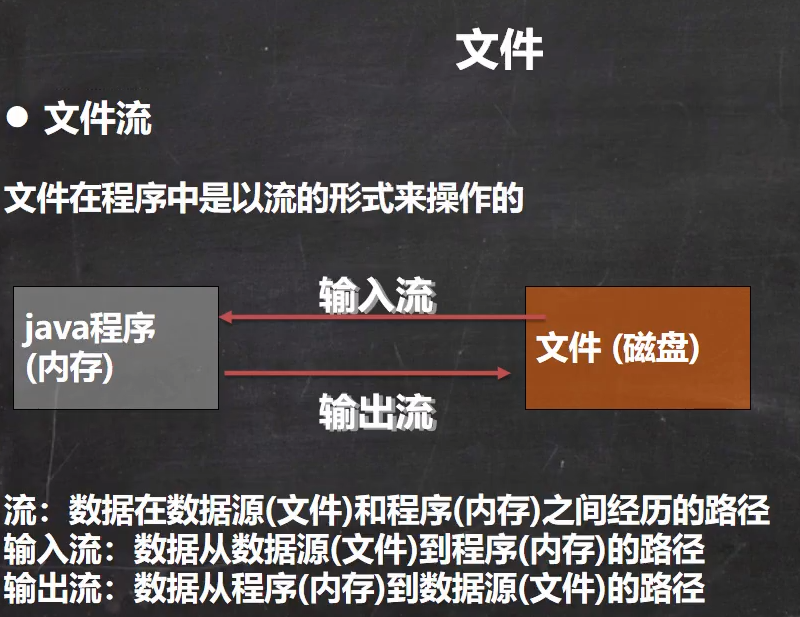 文件
● 文件流
文件在程序中是以流的形式来操作的
输入流
java程序
(内存)
文件 (磁盘)
输出流
流：数据在数据源(文件)和程序(内存)之间经历的路径
输入流：数据从数据源(文件)到程序(内存)的路径
输出流：数据从程序(内存)到数据源(文件)的路径